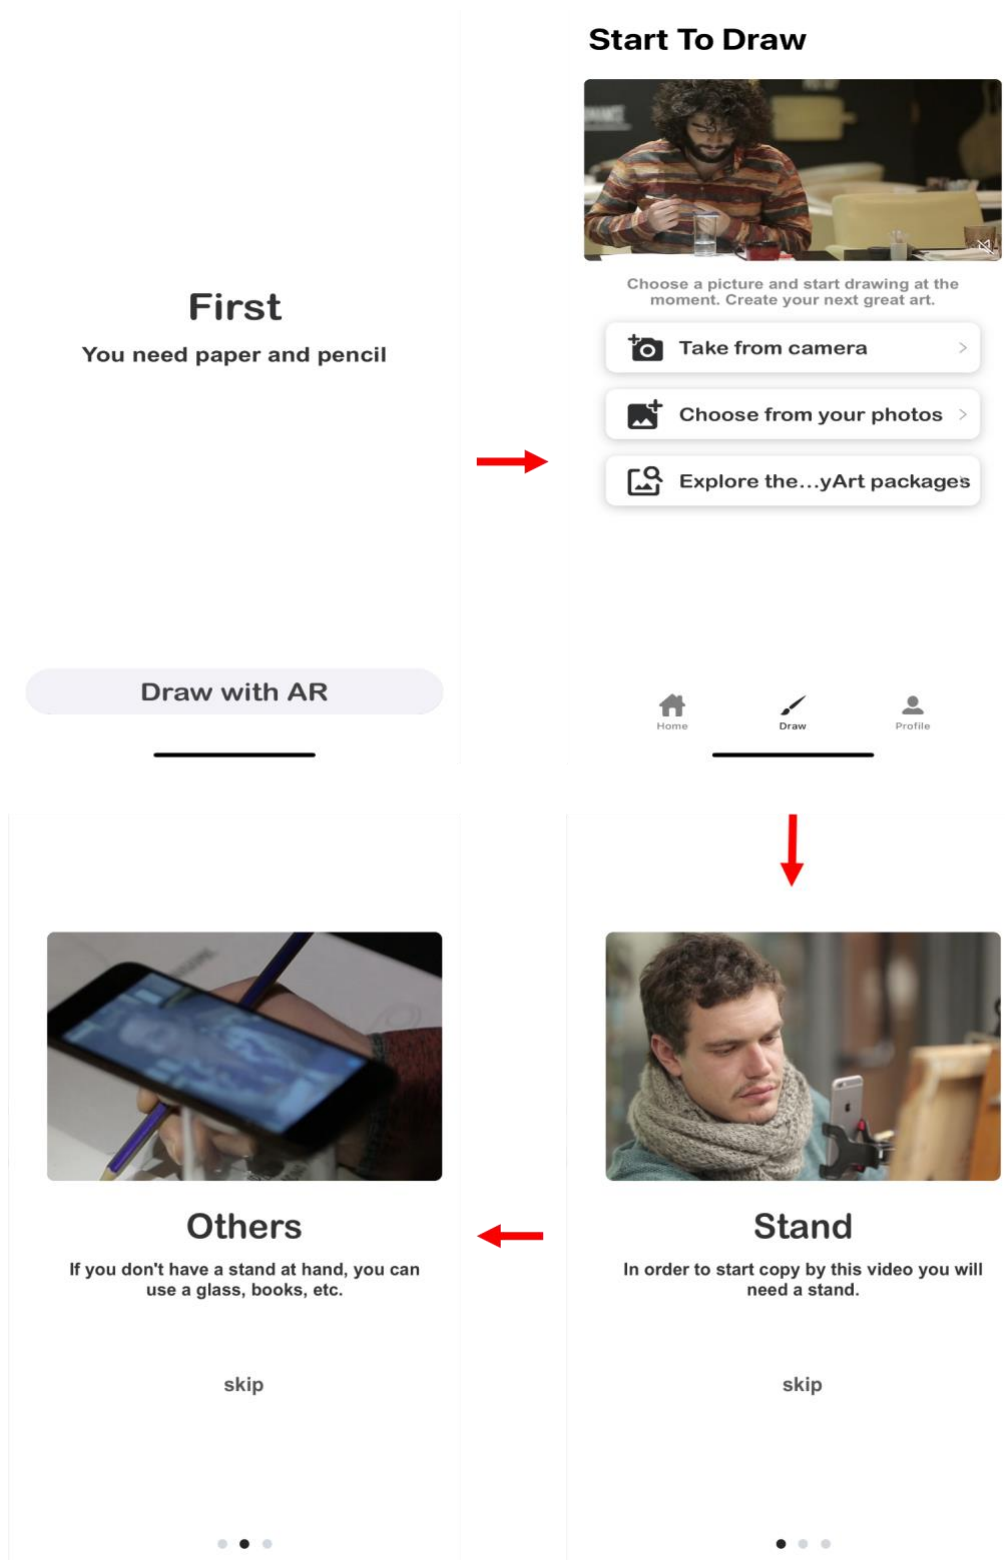 First
You need paper and pencil
Draw with AR
Start To Draw
Choose a picture and start drawing at the
moment. Create your next great art.
Take from camera
Choose from your photos
Explore the...yArt packages
Home
Draw
Profile
Stand
In order to start copy by this video you will
need a stand.
skip
Others
If you don't have a stand at hand, you can
use a glass, books, etc.
skip